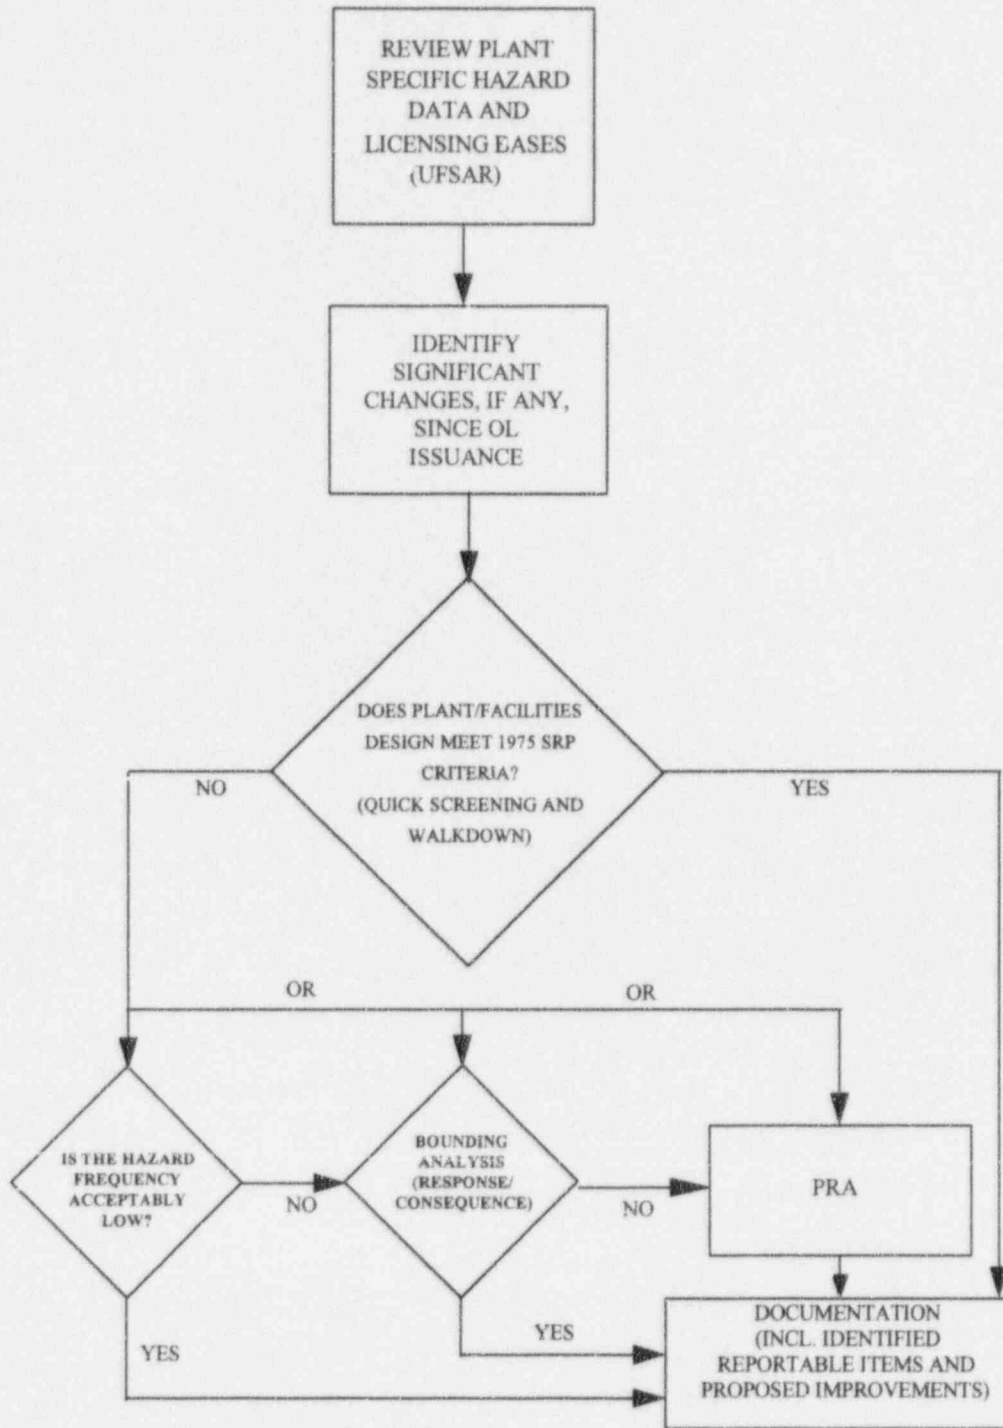 REVIEW PLANT
SPECIFIC HAZARD
DATA AND
LICENSING EASES
(UFSAR)
IDENTIFY
SIGNIFICANT
CHANGES, IF ANY,
SINCE OL
ISSUANCE
DOES PLANT/FACILITIES
DESIGN MEET 1975 SRP
CRITERIA?
(QUICK SCREENING AND
WALKDOWN)
NO
YES
OR
OR
IS THE HAZARD
FREQUENCY
ACCEPTABLY
LOW?
NO
BOUNDING
ANALYSIS
(RESPONSE/
CONSEQUENCE)
NO
PRA
YES
YES
DOCUMENTATION
(INCL. IDENTIFIED
REPORTABLE ITEMS AND
PROPOSED IMPROVEMENTS)